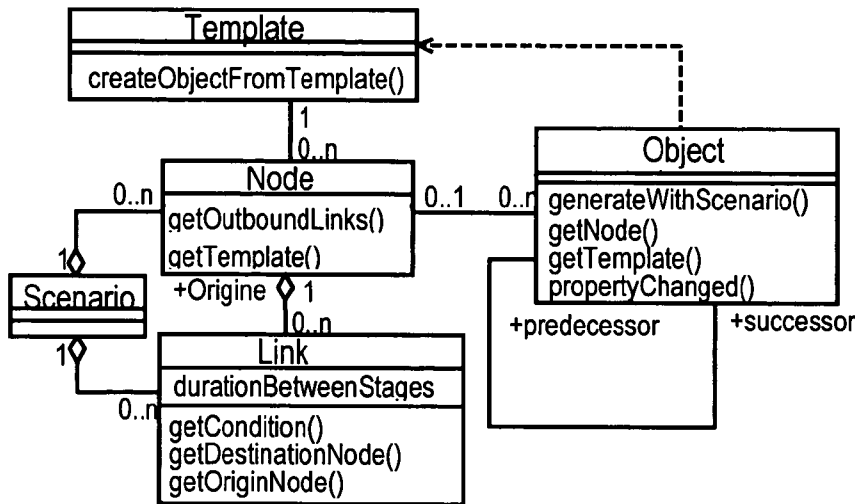 Template
createObjectFromTemplate()
1
0..n
Node
getOutboundLinks()
getTemplate()
0..n
0..1
0..n
Object
generateWithScenario()
getNode()
getTemplate()
propertyChanged()
1
Scenario
1
+Origine
1
0..n
+predecessor
+successor
Link
durationBetweenStages
0..n
getCondition()
getDestinationNode()
getOriginNode()